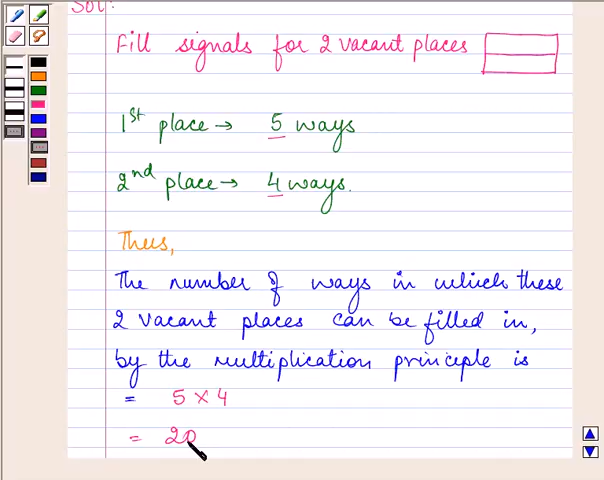 Sol:
Fill signals for 2 vacant places
1st place → 5 ways
2nd place → 4 ways.
Thus,
The number of ways in which these
2 vacant places can be filled in,
by the multiplication principle is
= 5 × 4
= 20